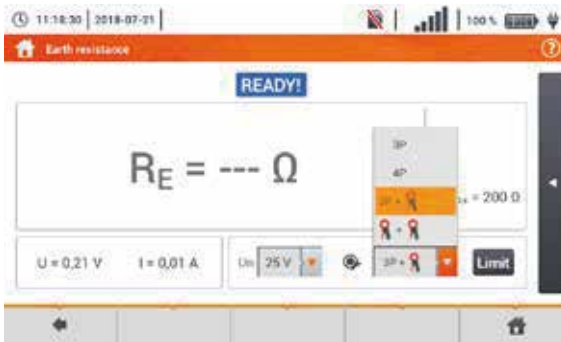 11:18:30 2018-07-21 100 %
Earth resistance
READY!
RE = --- Ω
3P
4P
3P +
= 200 Ω
+
U = 0,21 V I = 0,01 A Un 25 V 3P + Limit